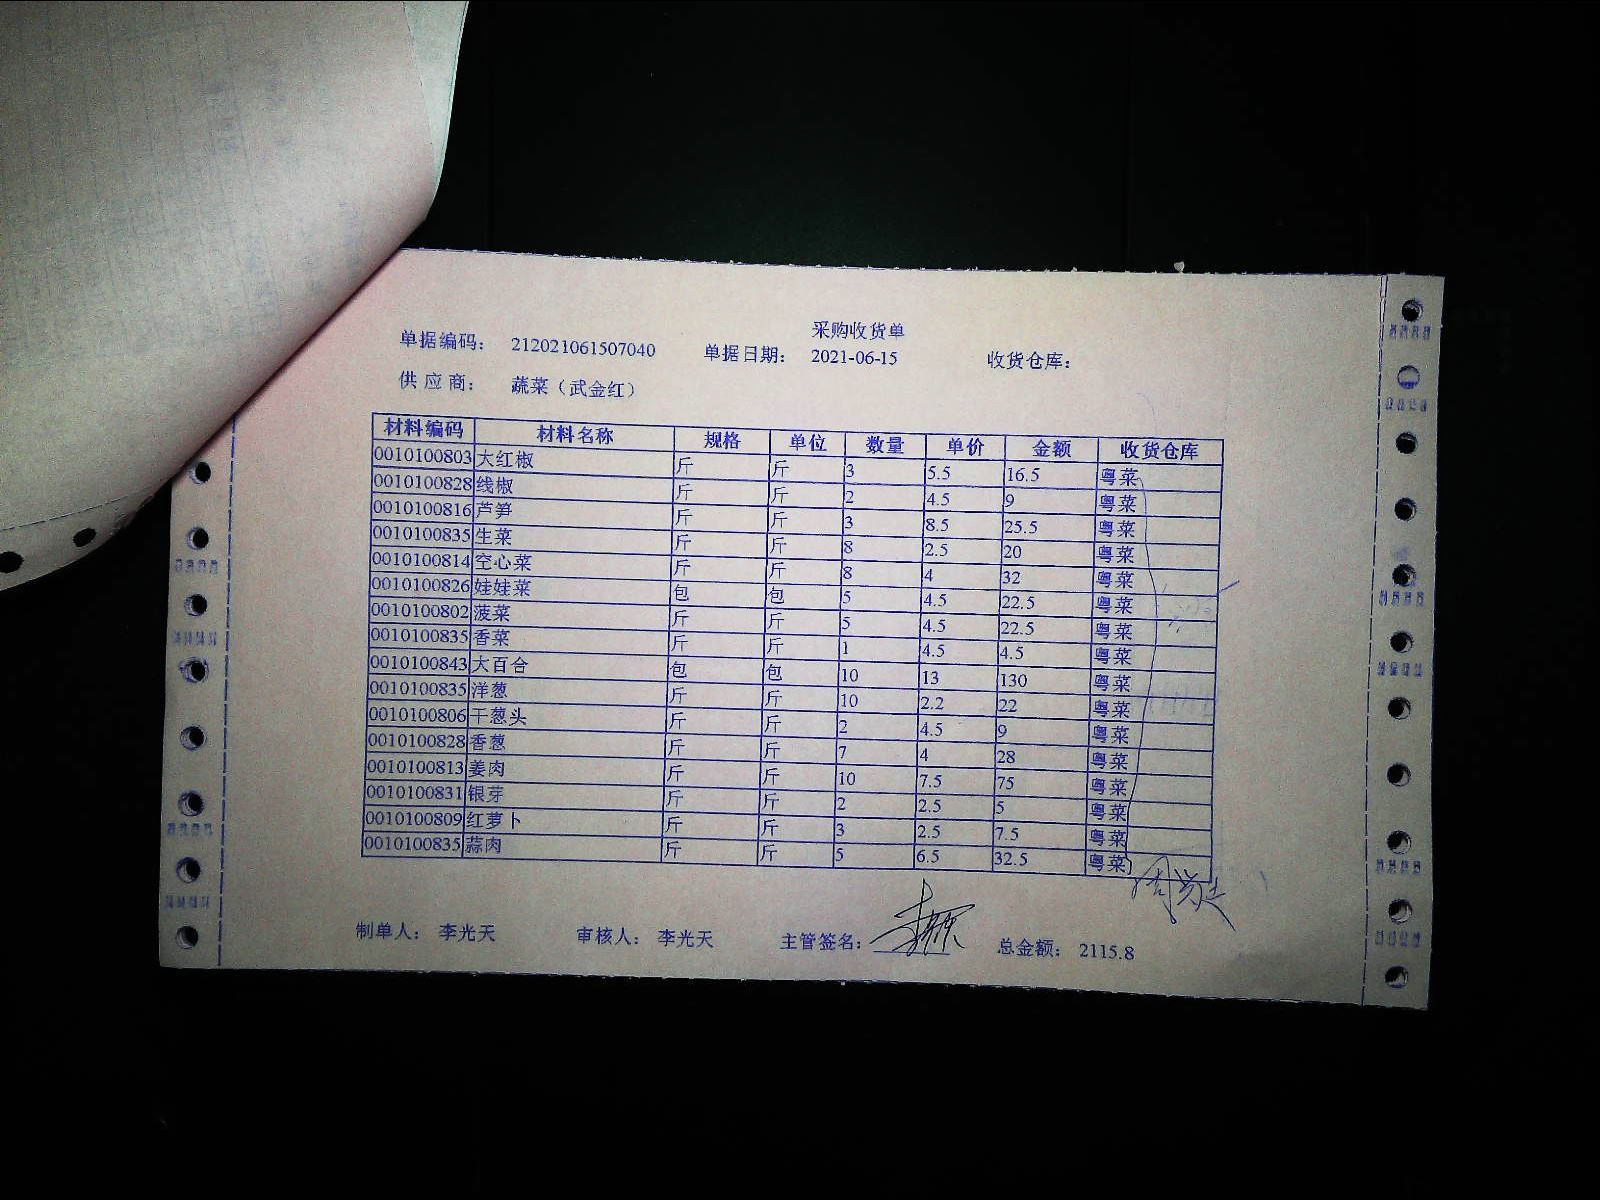 采购收货单
单据编码： 212021061507040 单据日期： 2021-06-15 收货仓库：
供 应 商： 蔬菜（武金红）
材料编码 材料名称 规格 单位 数量 单价 金额 收货仓库
0010100803 大红椒 斤 斤 3 5.5 16.5 粤菜
0010100828 线椒 斤 斤 2 4.5 9 粤菜
0010100816 芦笋 斤 斤 3 8.5 25.5 粤菜
0010100835 生菜 斤 斤 8 2.5 20 粤菜
0010100814 空心菜 斤 斤 8 4 32 粤菜
0010100826 娃娃菜 包 包 5 4.5 22.5 粤菜
0010100802 菠菜 斤 斤 5 4.5 22.5 粤菜
0010100835 香菜 斤 斤 1 4.5 4.5 粤菜
0010100843 大百合 包 包 10 13 130 粤菜
0010100835 洋葱 斤 斤 10 2.2 22 粤菜
0010100806 干葱头 斤 斤 2 4.5 9 粤菜
0010100828 香葱 斤 斤 7 4 28 粤菜
0010100813 姜肉 斤 斤 10 7.5 75 粤菜
0010100831 银芽 斤 斤 2 2.5 5 粤菜
0010100809 红萝卜 斤 斤 3 2.5 7.5 粤菜
0010100835 蒜肉 斤 斤 5 6.5 32.5 粤菜
制单人： 李光天 审核人： 李光天 主管签名： 总金额： 2115.8